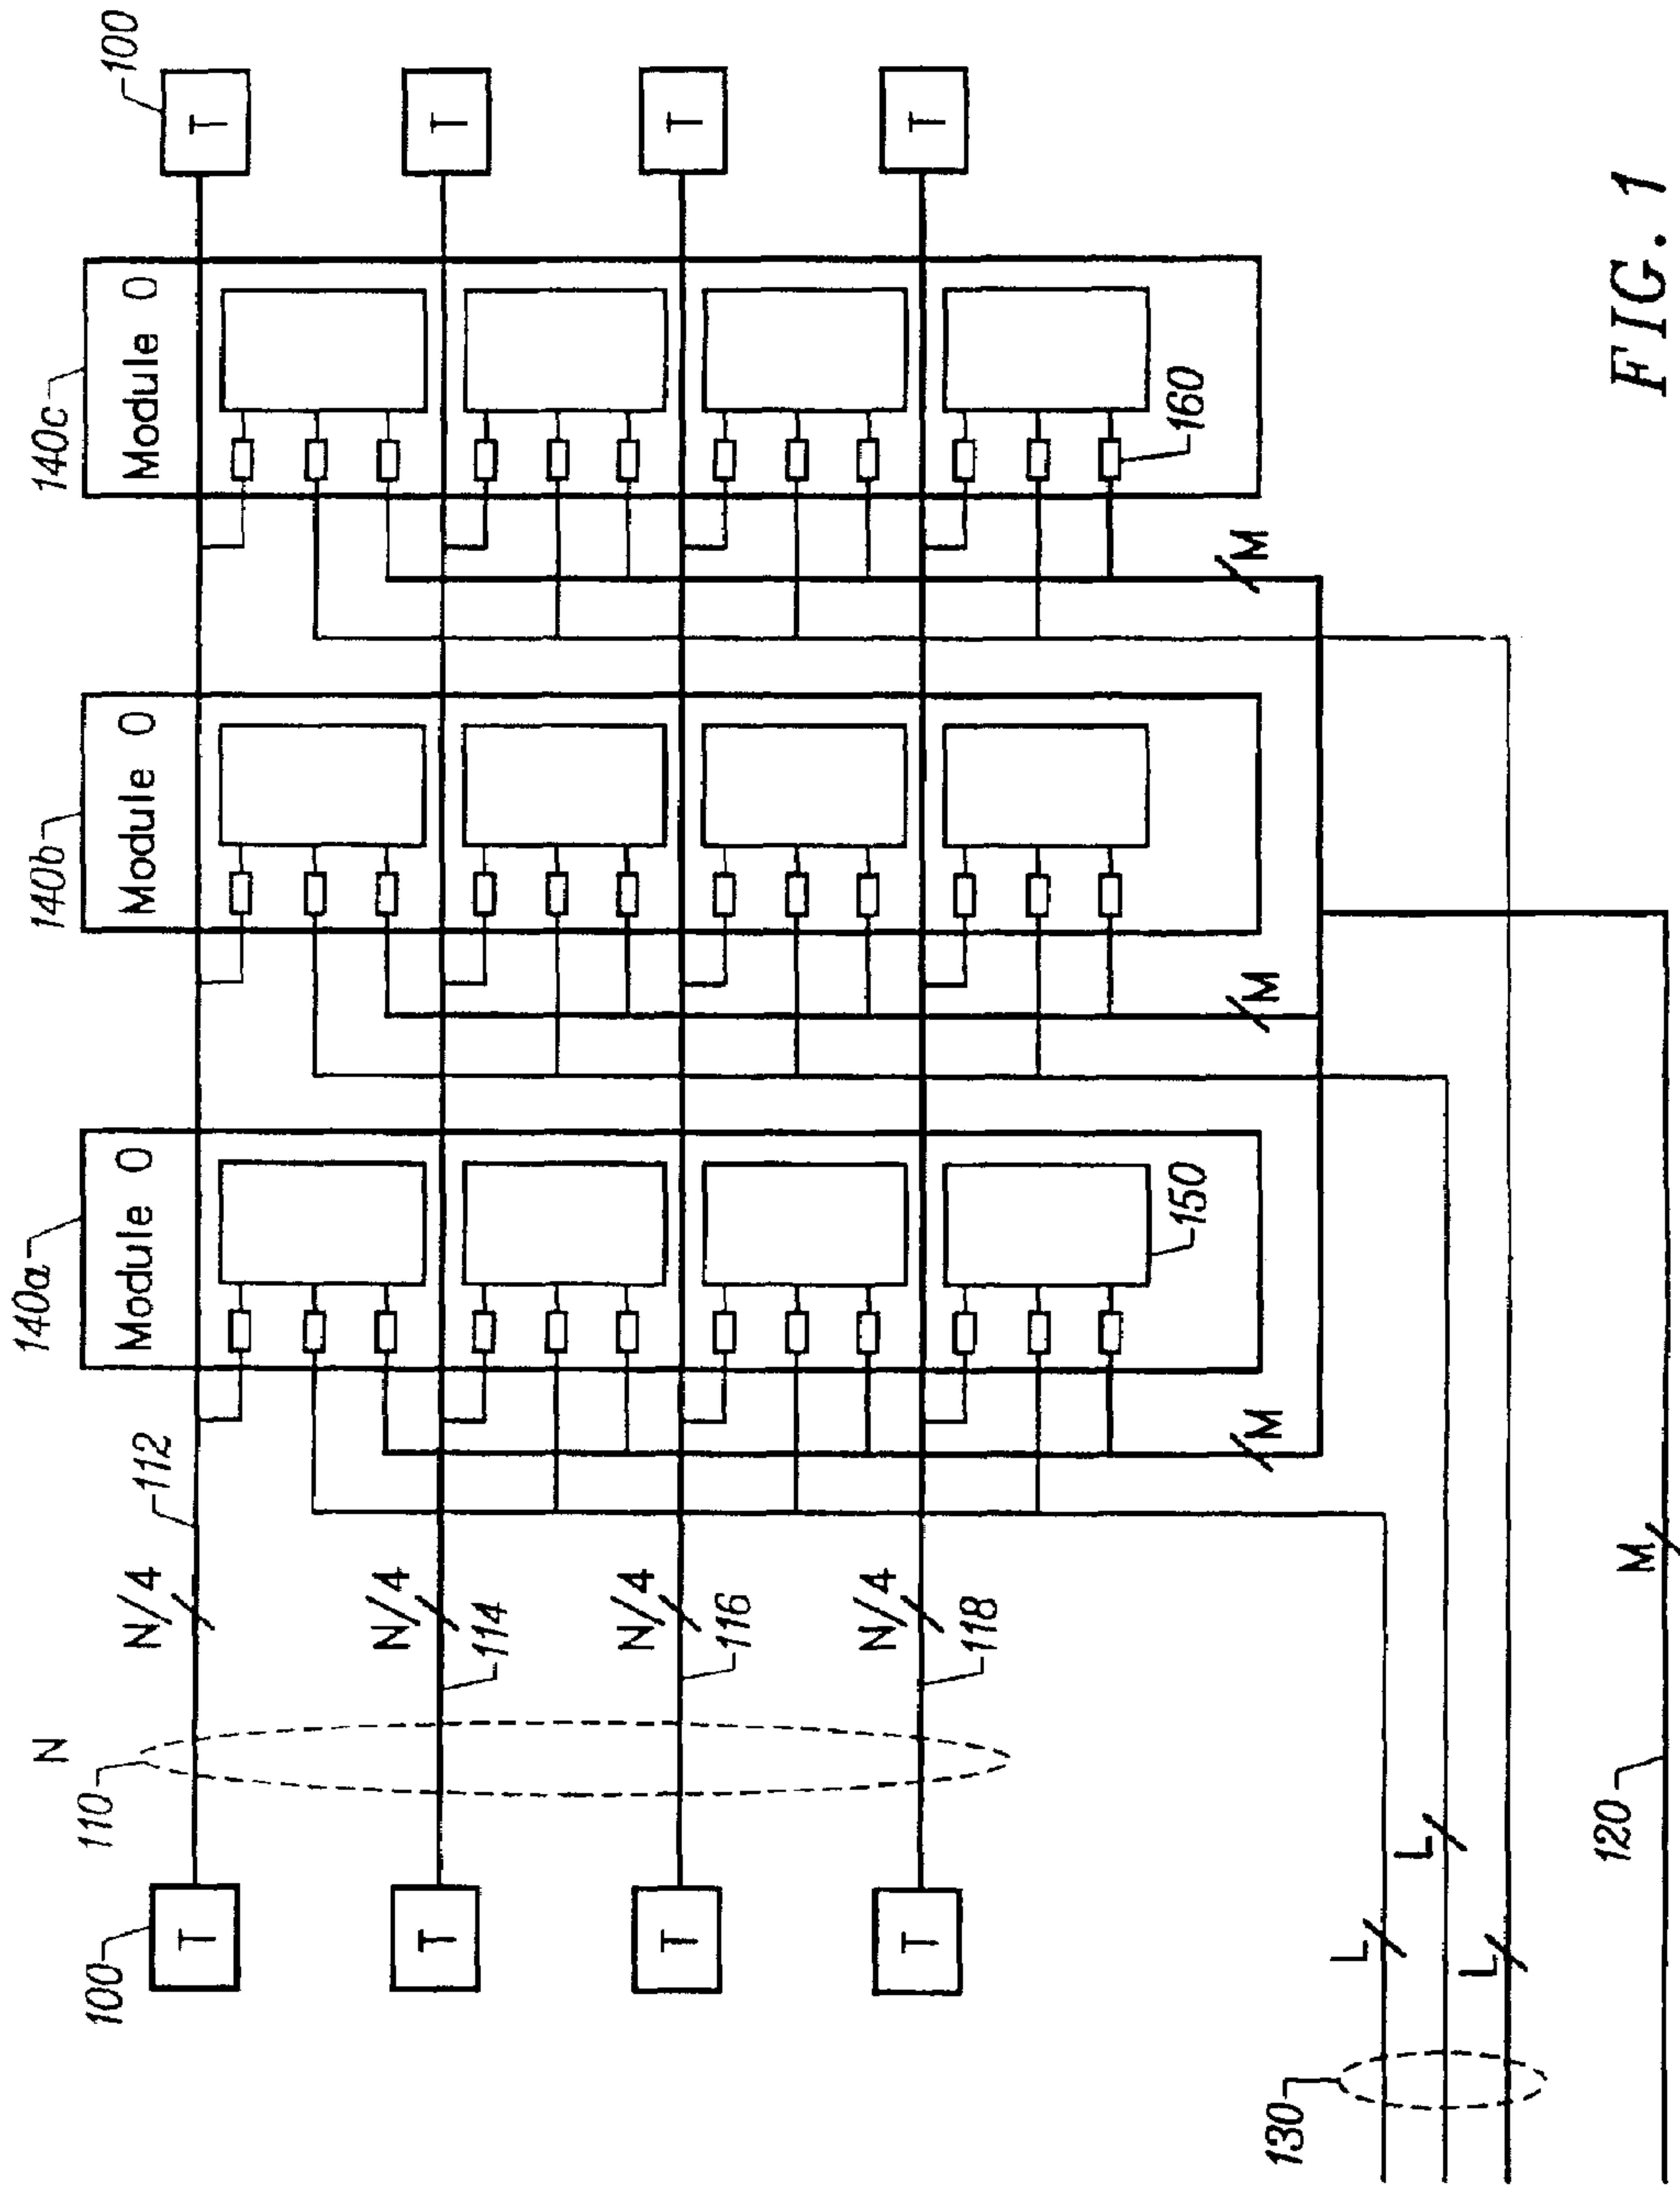 140a
140b
140c
Module 0
Module 0
Module 0
100
T
N
110
N/4
112
T
100
T
N/4
114
T
T
N/4
116
T
T
N/4
118
T
150
160
M
M
M
130
L
L
L
120
M
FIG. 1